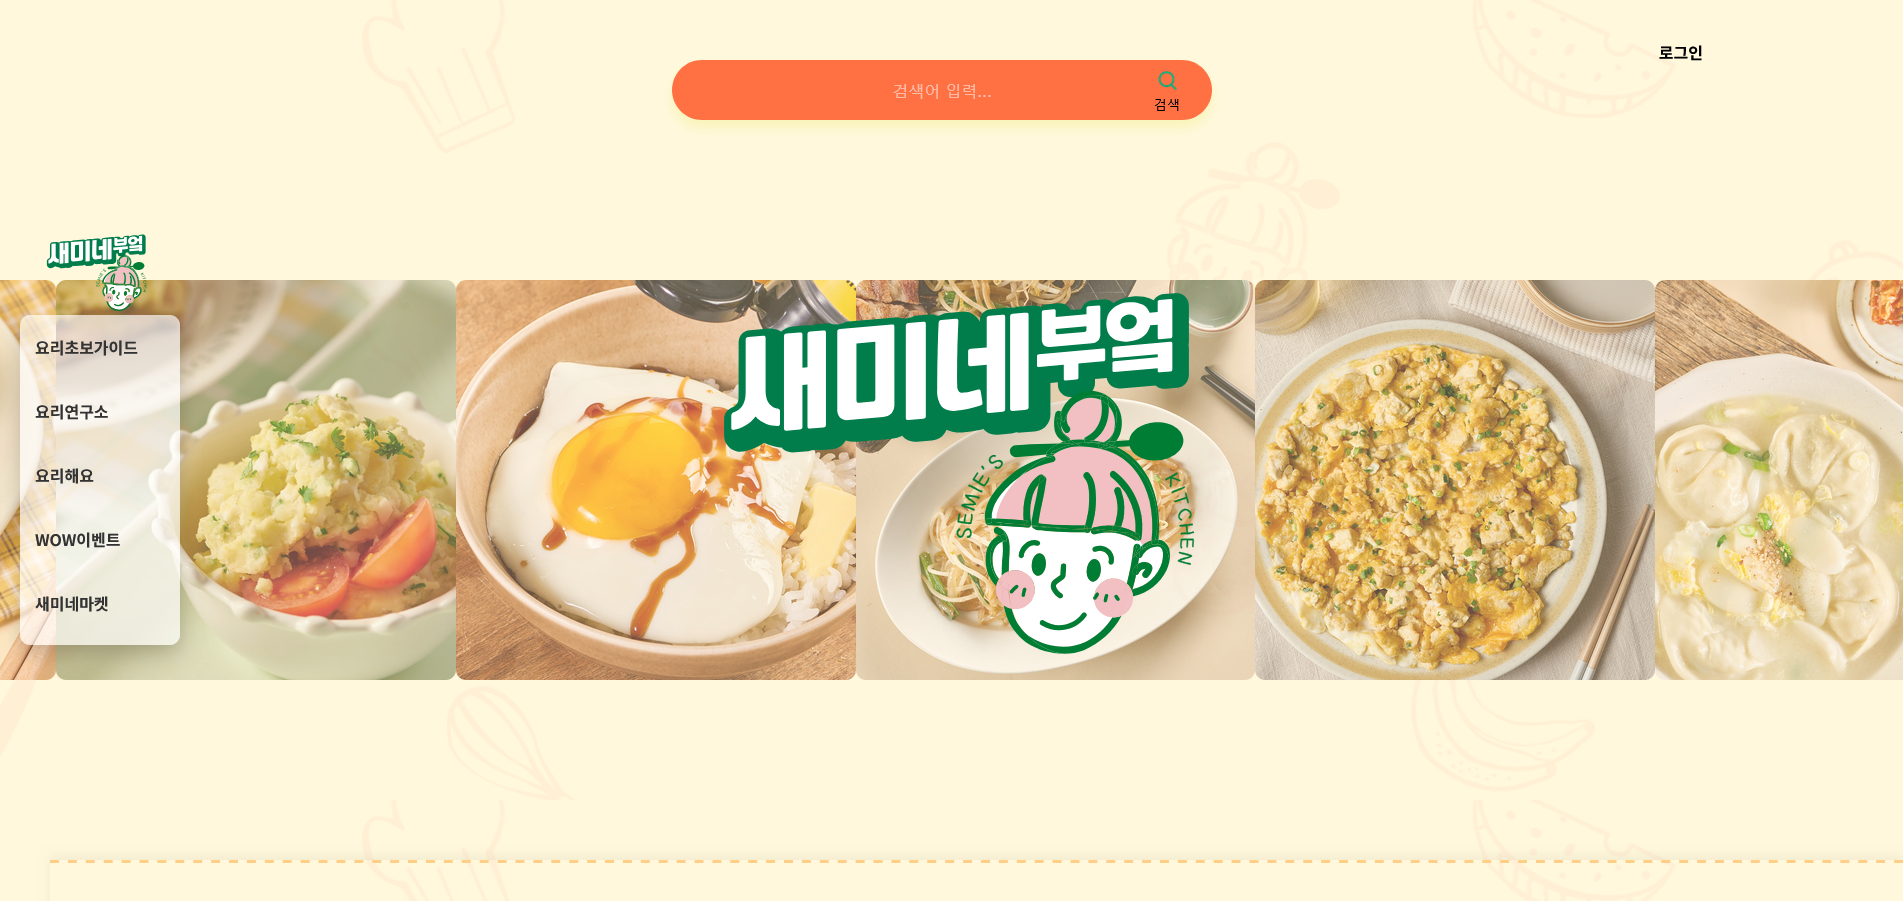 로그인
검색어 입력...
검색
새미네부엌
요리초보가이드
요리연구소
요리해요
WOW이벤트
새미네마켓
새미네부엌
SEMIE'S KITCHEN